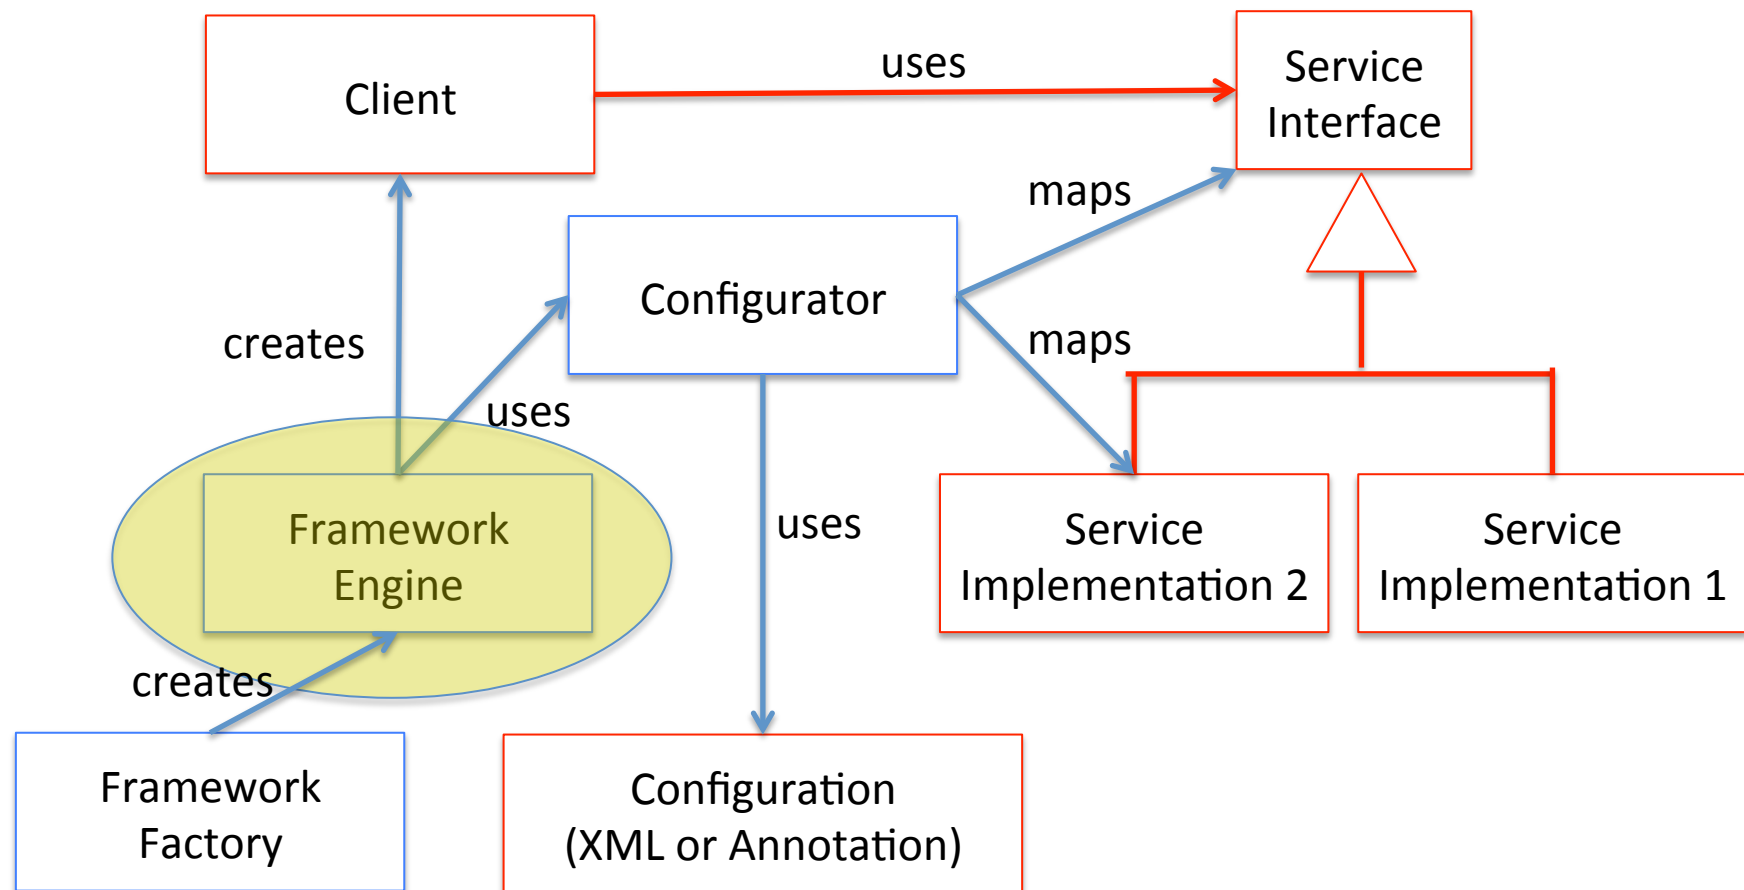 Client
uses
Service
Interface
maps
Configurator
creates
maps
uses
Framework
Engine
uses
Service
Implementation 2
Service
Implementation 1
creates
Framework
Factory
Configuration
(XML or Annotation)